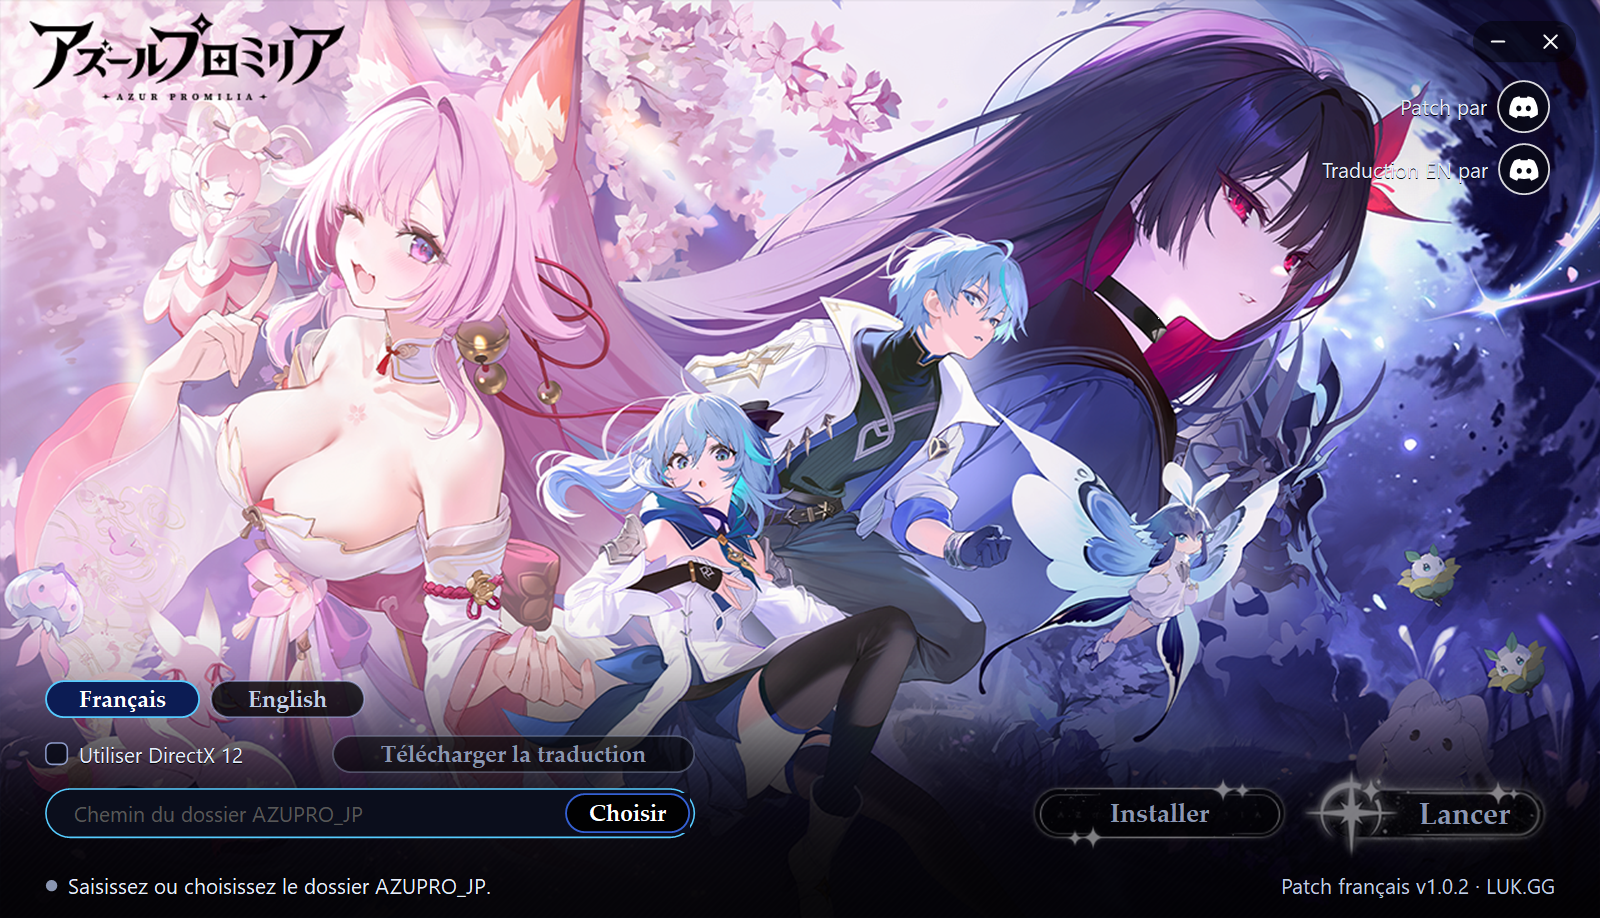 アズールプロミリア
AZUR PROMILIA
Patch par
Traduction EN par
Français
English
Utiliser DirectX 12
Télécharger la traduction
Chemin du dossier AZUPRO_JP
Choisir
Installer
Lancer
Saisissez ou choisissez le dossier AZUPRO_JP.
Patch français v1.0.2 · LUK.GG